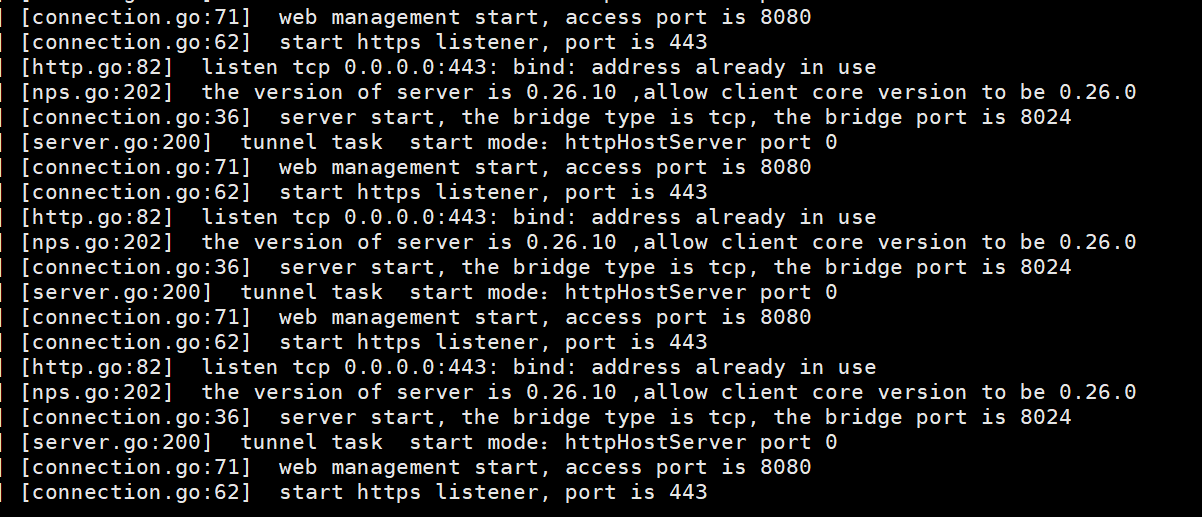 [connection.go:71]  web management start, access port is 8080
[connection.go:62]  start https listener, port is 443
[http.go:82]  listen tcp 0.0.0.0:443: bind: address already in use
[nps.go:202]  the version of server is 0.26.10 ,allow client core version to be 0.26.0
[connection.go:36]  server start, the bridge type is tcp, the bridge port is 8024
[server.go:200]  tunnel task  start mode：httpHostServer port 0
[connection.go:71]  web management start, access port is 8080
[connection.go:62]  start https listener, port is 443
[http.go:82]  listen tcp 0.0.0.0:443: bind: address already in use
[nps.go:202]  the version of server is 0.26.10 ,allow client core version to be 0.26.0
[connection.go:36]  server start, the bridge type is tcp, the bridge port is 8024
[server.go:200]  tunnel task  start mode：httpHostServer port 0
[connection.go:71]  web management start, access port is 8080
[connection.go:62]  start https listener, port is 443
[http.go:82]  listen tcp 0.0.0.0:443: bind: address already in use
[nps.go:202]  the version of server is 0.26.10 ,allow client core version to be 0.26.0
[connection.go:36]  server start, the bridge type is tcp, the bridge port is 8024
[server.go:200]  tunnel task  start mode：httpHostServer port 0
[connection.go:71]  web management start, access port is 8080
[connection.go:62]  start https listener, port is 443